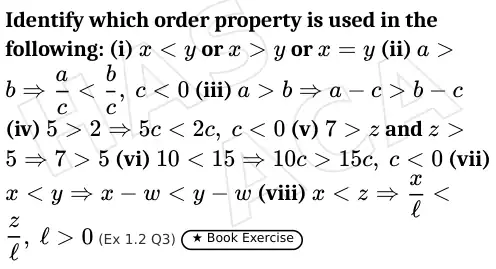 Identify which order property is used in the
following: (i) x < y or x > y or x = y (ii) a >
b ⇒ a/c < b/c, c < 0 (iii) a > b ⇒ a − c > b − c
(iv) 5 > 2 ⇒ 5c < 2c, c < 0 (v) 7 > z and z >
5 ⇒ 7 > 5 (vi) 10 < 15 ⇒ 10c > 15c, c < 0 (vii)
x < y ⇒ x − w < y − w (viii) x < z ⇒ x/ℓ <
z/ℓ, ℓ > 0 (Ex 1.2 Q3) ★ Book Exercise
HAS
ACA